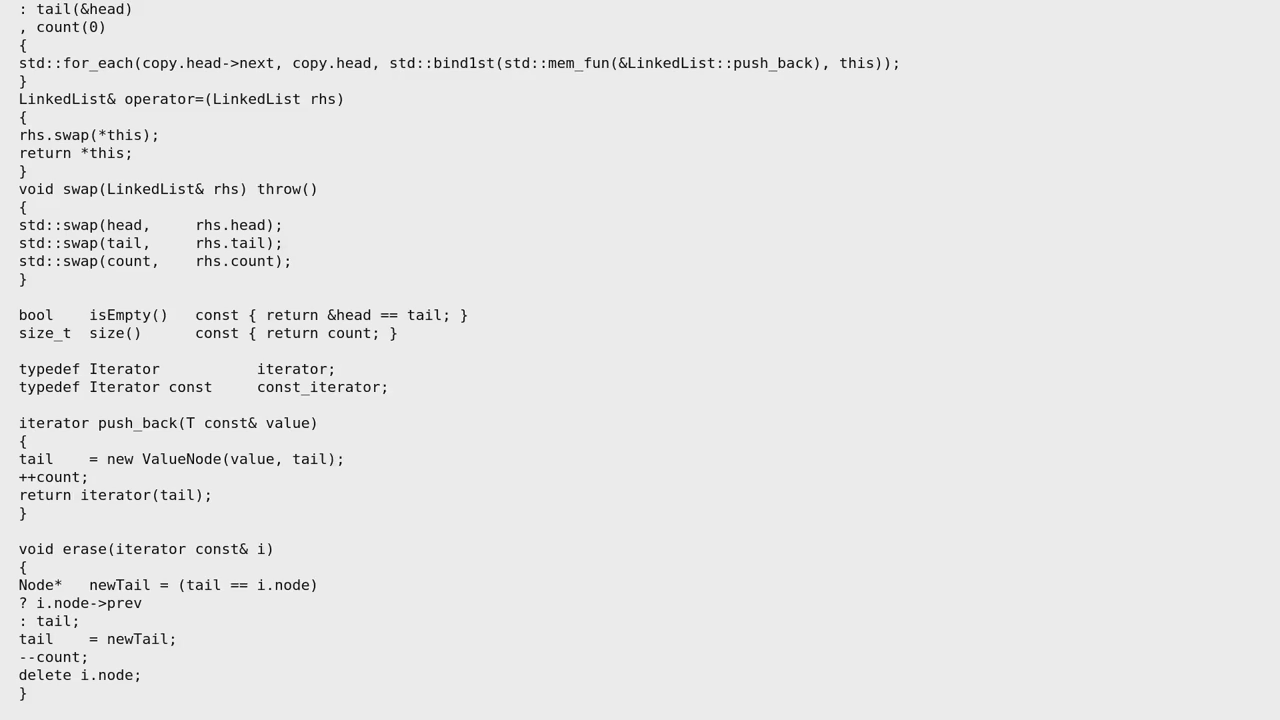 : tail(&head)
, count(0)
{
std::for_each(copy.head->next, copy.head, std::bind1st(std::mem_fun(&LinkedList::push_back), this));
}
LinkedList& operator=(LinkedList rhs)
{
rhs.swap(*this);
return *this;
}
void swap(LinkedList& rhs) throw()
{
std::swap(head,     rhs.head);
std::swap(tail,     rhs.tail);
std::swap(count,    rhs.count);
}

bool    isEmpty()   const { return &head == tail; }
size_t  size()      const { return count; }

typedef Iterator           iterator;
typedef Iterator const     const_iterator;

iterator push_back(T const& value)
{
tail    = new ValueNode(value, tail);
++count;
return iterator(tail);
}

void erase(iterator const& i)
{
Node*   newTail = (tail == i.node)
? i.node->prev
: tail;
tail    = newTail;
--count;
delete i.node;
}